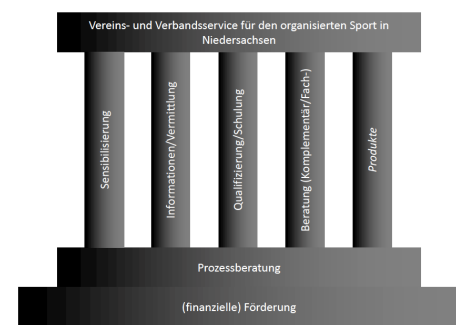 Vereins- und Verbandsservice für den organisierten Sport in
Niedersachsen
Sensibilisierung
Informationen/Vermittlung
Qualifizierung/Schulung
Beratung (Komplementär/Fach-)
Produkte
Prozessberatung
(finanzielle) Förderung